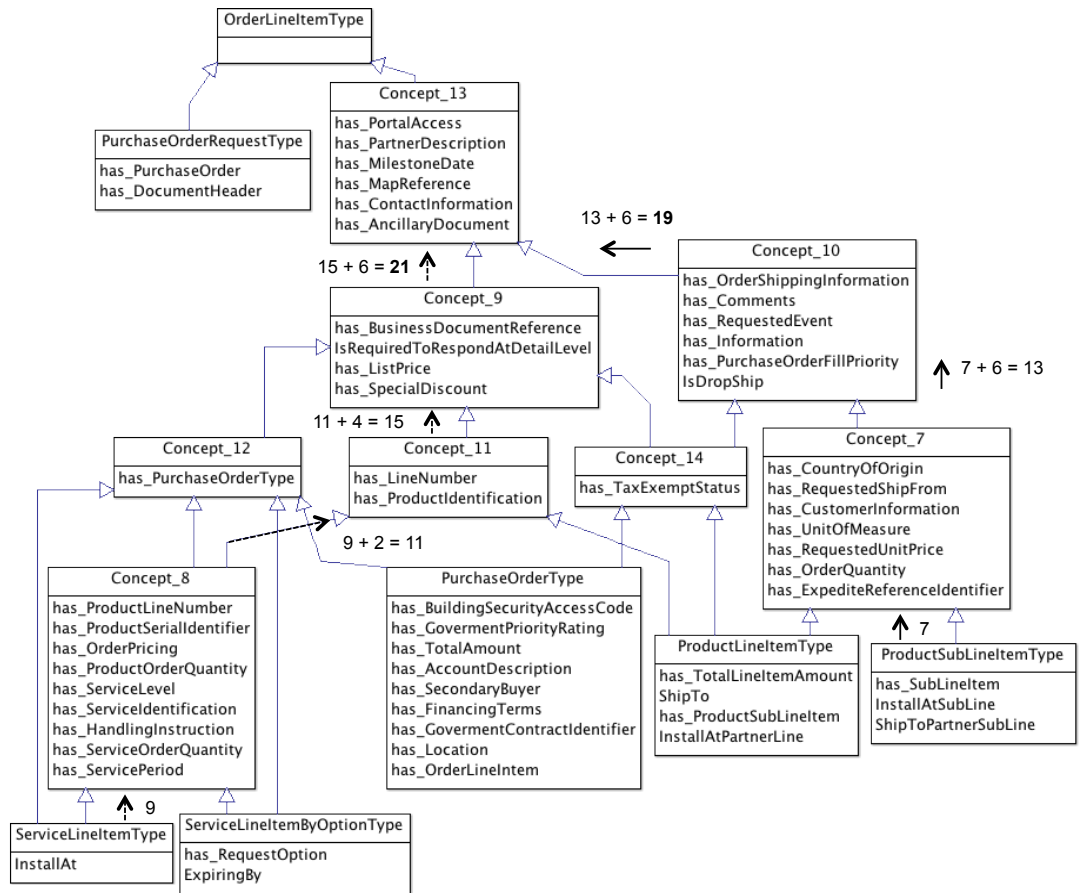 OrderLineItemType
Concept_13
has_PortalAccess
has_PartnerDescription
has_MilestoneDate
has_MapReference
has_ContactInformation
has_AncillaryDocument
PurchaseOrderRequestType
has_PurchaseOrder
has_DocumentHeader
13 + 6 = 19
Concept_10
has_OrderShippingInformation
has_Comments
has_RequestedEvent
has_Information
has_PurchaseOrderFillPriority
IsDropShip
15 + 6 = 21
Concept_9
has_BusinessDocumentReference
IsRequiredToRespondAtDetailLevel
has_ListPrice
has_SpecialDiscount
7 + 6 = 13
11 + 4 = 15
Concept_12
has_PurchaseOrderType
Concept_11
has_LineNumber
has_ProductIdentification
Concept_14
has_TaxExemptStatus
Concept_7
has_CountryOfOrigin
has_RequestedShipFrom
has_CustomerInformation
has_UnitOfMeasure
has_RequestedUnitPrice
has_OrderQuantity
has_ExpediteReferenceIdentifier
9 + 2 = 11
Concept_8
has_ProductLineNumber
has_ProductSerialIdentifier
has_OrderPricing
has_ProductOrderQuantity
has_ServiceLevel
has_ServiceIdentification
has_HandlingInstruction
has_ServiceOrderQuantity
has_ServicePeriod
PurchaseOrderType
has_BuildingSecurityAccessCode
has_GovermentPriorityRating
has_TotalAmount
has_AccountDescription
has_SecondaryBuyer
has_FinancingTerms
has_GovermentContractIdentifier
has_Location
has_OrderLineIntem
7
ProductLineItemType
has_TotalLineItemAmount
ShipTo
has_ProductSubLineItem
InstallAtPartnerLine
ProductSubLineItemType
has_SubLineItem
InstallAtSubLine
ShipToPartnerSubLine
9
ServiceLineItemType
InstallAt
ServiceLineItemByOptionType
has_RequestOption
ExpiringBy